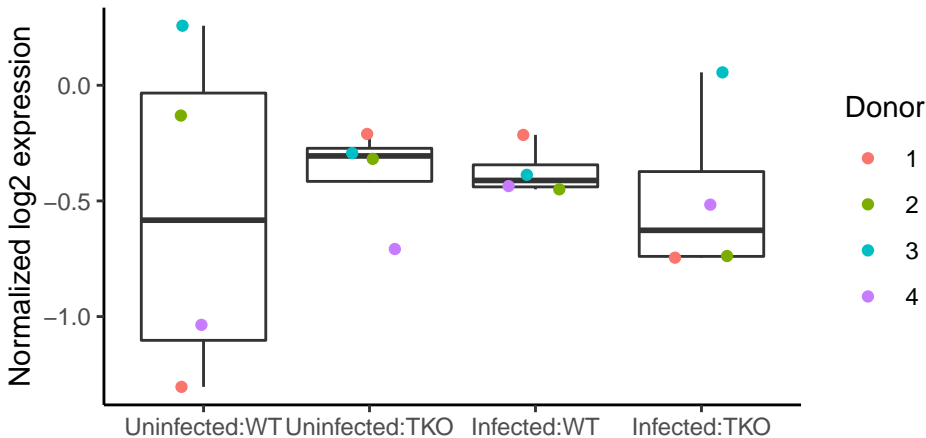 Normalized log2 expression
0.0
−0.5
−1.0
Uninfected:WT
Uninfected:TKO
Infected:WT
Infected:TKO
Donor
1
2
3
4